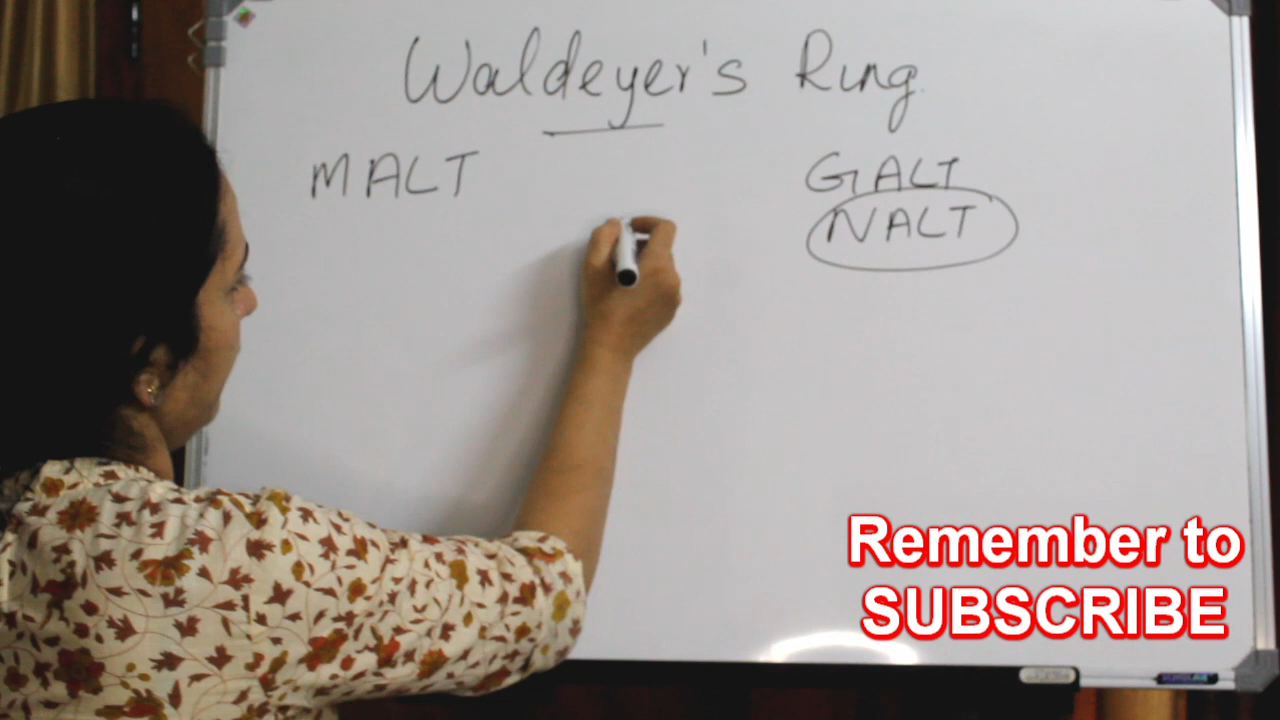 Waldeyer's Ring
MALT
GALT
NALT
Remember to
SUBSCRIBE